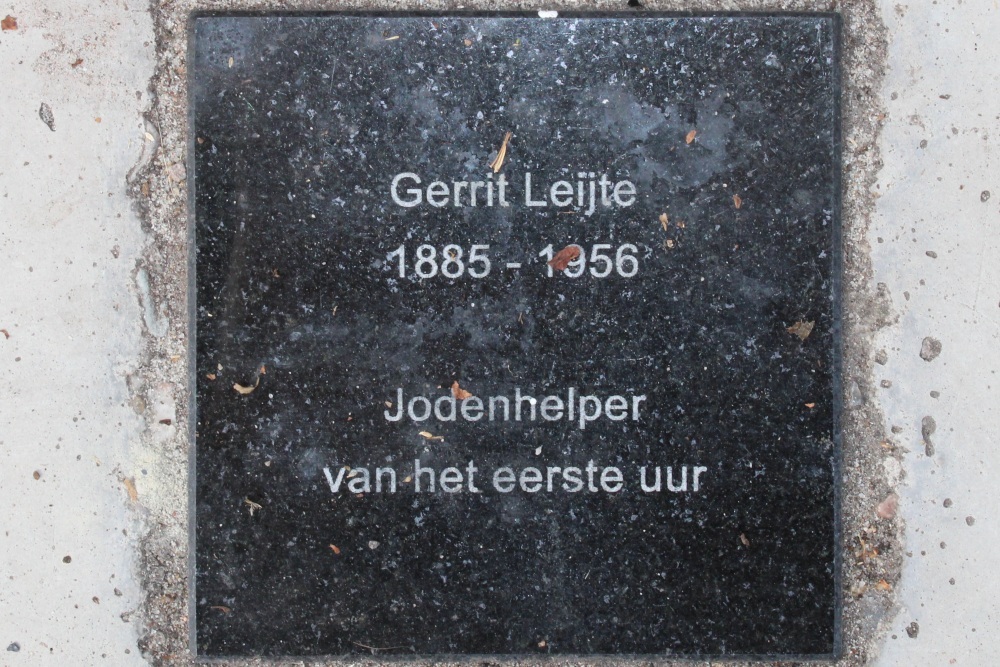 Gerrit Leijte
1885 - 1956
Jodenhelper
van het eerste uur